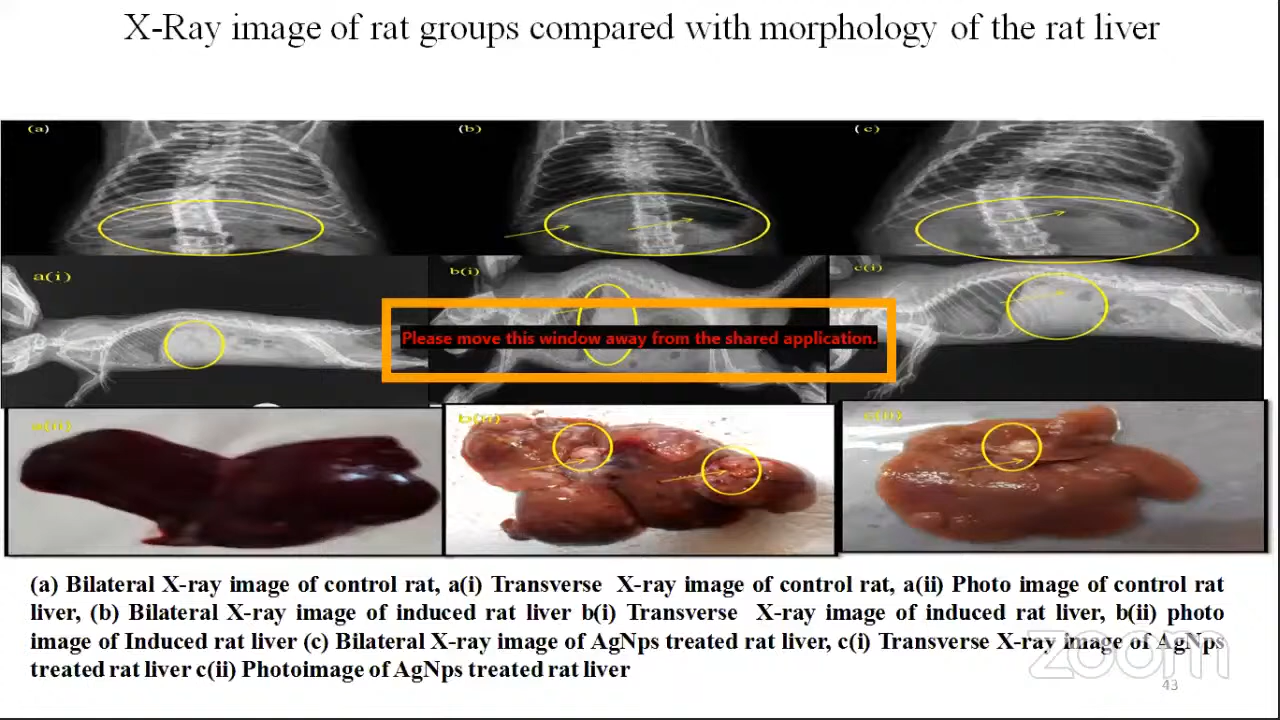 X-Ray image of rat groups compared with morphology of the rat liver
(a)
(b)
(c)
a(i)
b(i)
c(i)
Please move this window away from the shared application.
a(ii)
b(ii)
c(ii)
(a) Bilateral X-ray image of control rat, a(i) Transverse X-ray image of control rat, a(ii) Photo image of control rat
liver, (b) Bilateral X-ray image of induced rat liver b(i) Transverse X-ray image of induced rat liver, b(ii) photo
image of Induced rat liver (c) Bilateral X-ray image of AgNps treated rat liver, c(i) Transverse X-ray image of AgNps
treated rat liver c(ii) Photoimage of AgNps treated rat liver
zoom
43